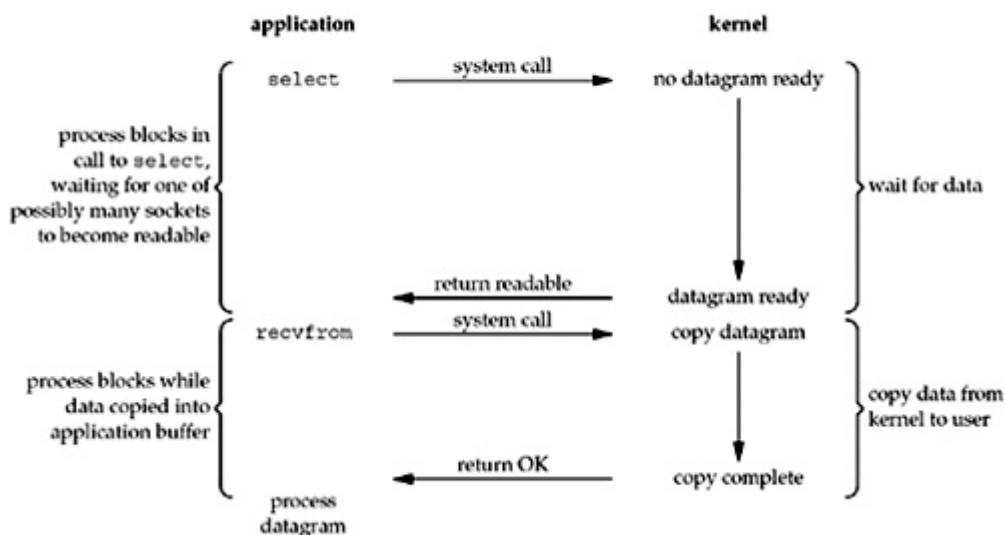 application
kernel
select
system call
no datagram ready
process blocks in
call to select,
waiting for one of
possibly many sockets
to become readable
wait for data
return readable
datagram ready
recvfrom
system call
copy datagram
process blocks while
data copied into
application buffer
copy data from
kernel to user
return OK
copy complete
process
datagram